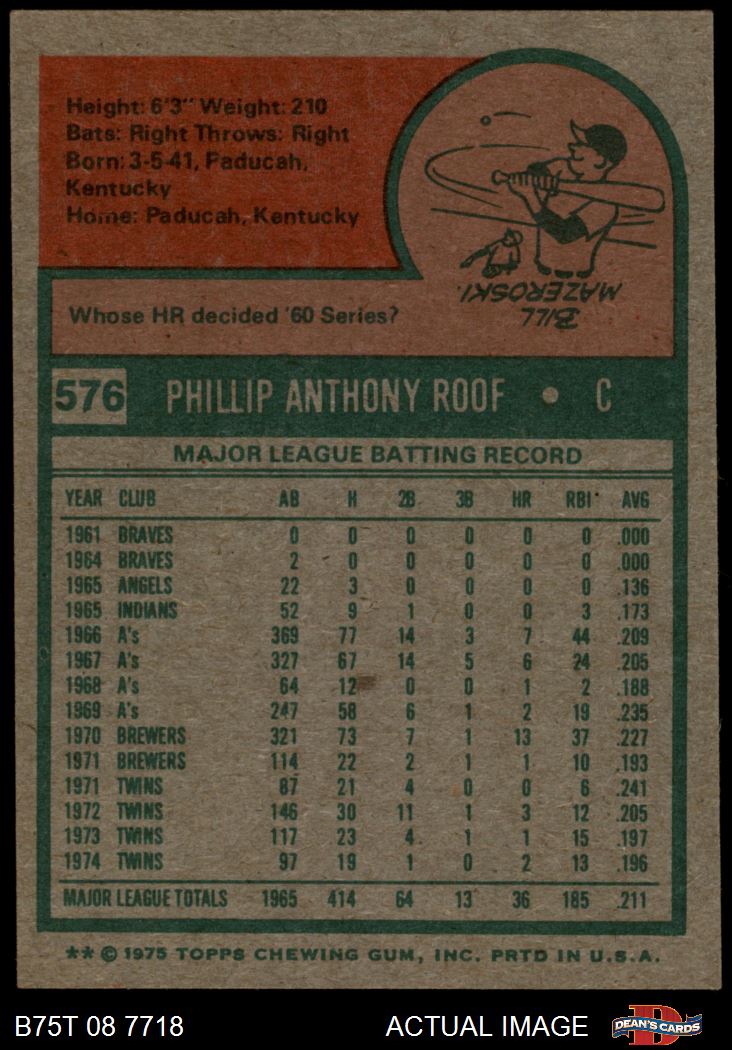 Height: 6'3" Weight: 210
Bats: Right Throws: Right
Born: 3-5-41, Paducah,
Kentucky
Home: Paducah, Kentucky
Whose HR decided '60 Series?
BILL
MAZEROSKI.
576 PHILLIP ANTHONY ROOF • C
MAJOR LEAGUE BATTING RECORD
YEAR CLUB AB H 2B 3B HR RBI AVG
1961 BRAVES 0 0 0 0 0 0 .000
1964 BRAVES 2 0 0 0 0 0 .000
1965 ANGELS 22 3 0 0 0 0 .136
1965 INDIANS 52 9 1 0 0 3 .173
1966 A's 369 77 14 3 7 44 .209
1967 A's 327 67 14 5 6 24 .205
1968 A's 64 12 0 0 1 2 .188
1969 A's 247 58 6 1 2 19 .235
1970 BREWERS 321 73 7 1 13 37 .227
1971 BREWERS 114 22 2 1 1 10 .193
1971 TWINS 87 21 4 0 0 6 .241
1972 TWINS 146 30 11 1 3 12 .205
1973 TWINS 117 23 4 1 1 15 .197
1974 TWINS 97 19 1 0 2 13 .196
MAJOR LEAGUE TOTALS 1965 414 64 13 36 185 .211
** © 1975 TOPPS CHEWING GUM, INC. PRTD IN U.S.A.
B75T 08 7718 ACTUAL IMAGE D DEAN'S CARDS